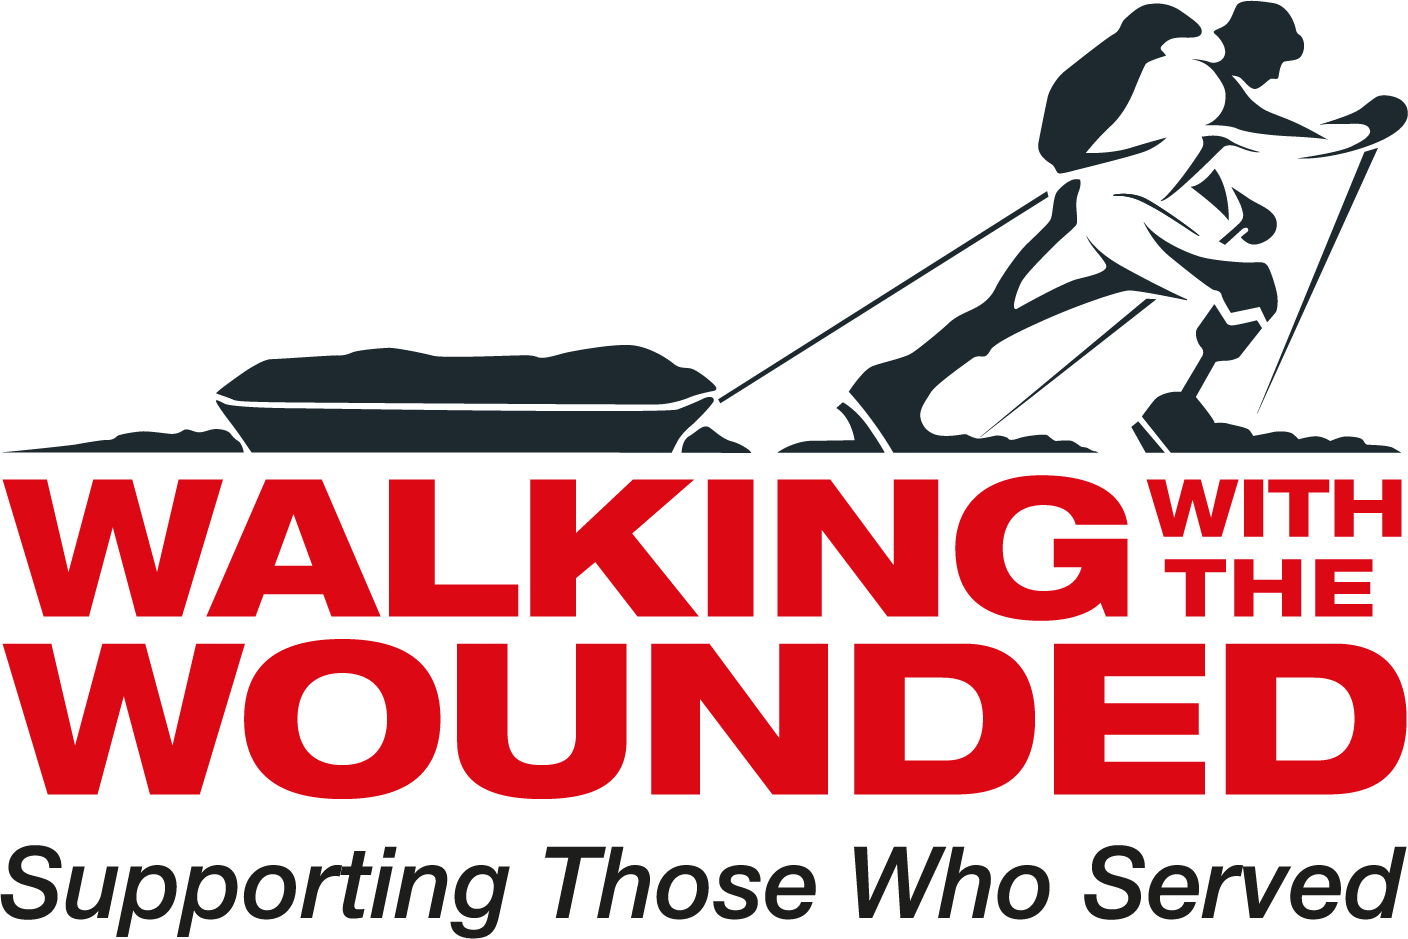 WALKING WITH
THE
WOUNDED
Supporting Those Who Served